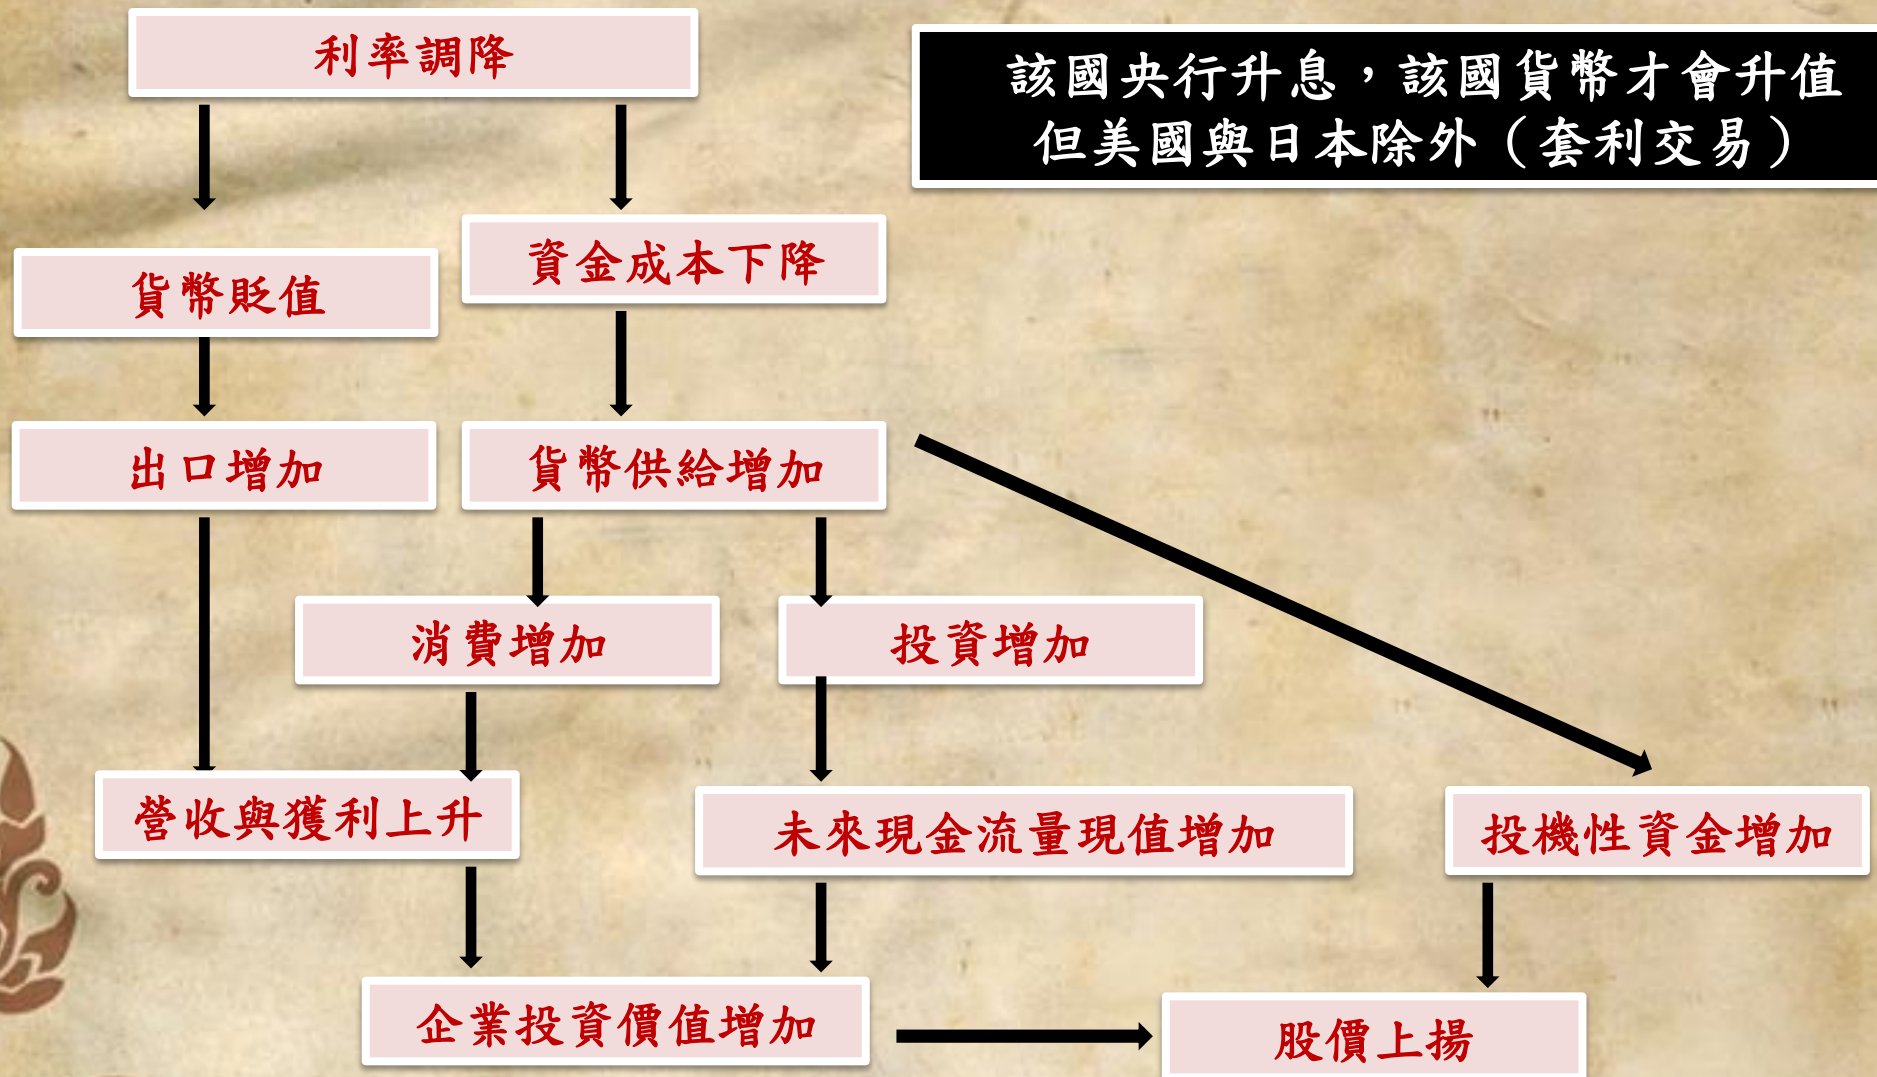 利率調降
該國央行升息，該國貨幣才會升值
但美國與日本除外（套利交易）
資金成本下降
貨幣貶值
出口增加
貨幣供給增加
消費增加
投資增加
營收與獲利上升
未來現金流量現值增加
投機性資金增加
企業投資價值增加
股價上揚